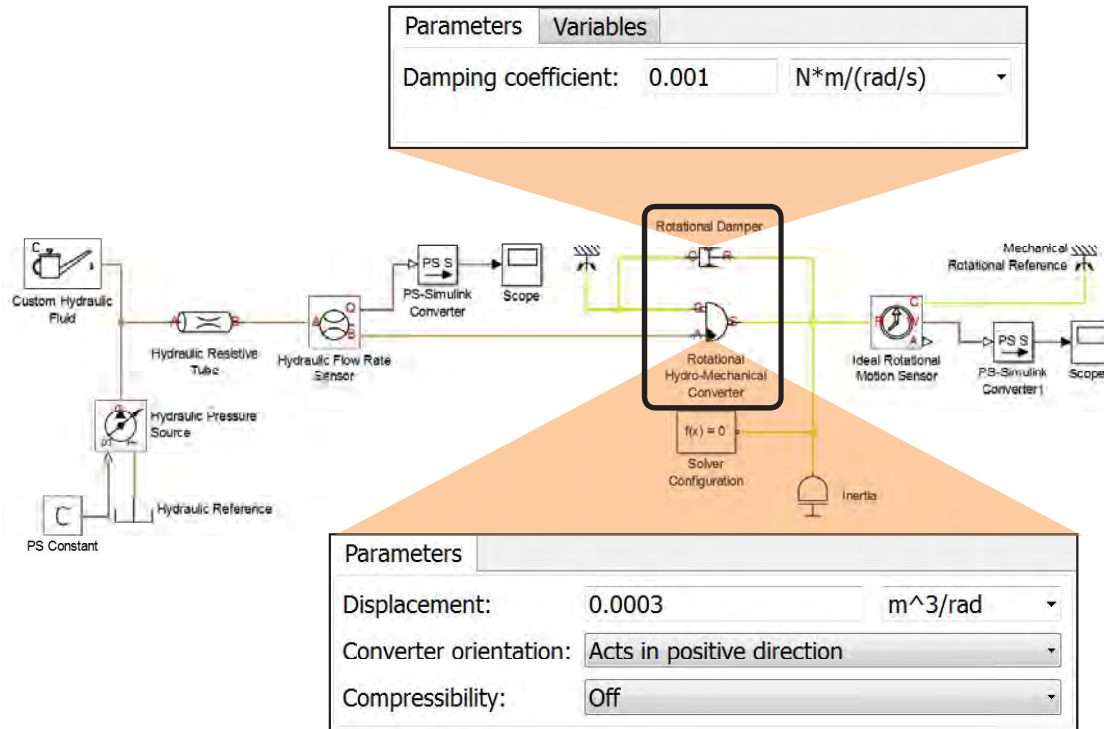 Parameters Variables
Damping coefficient: 0.001 N*m/(rad/s)
Rotational Damper
C R
Mechanical
Rotational Reference
C
Custom Hydraulic
Fluid
PS S
PS-Simulink
Converter
Scope
A B
Hydraulic Resistive
Tube
A Q B
Hydraulic Flow Rate
Sensor
A S
Rotational
Hydro-Mechanical
Converter
R C W A
Ideal Rotational
Motion Sensor
PS S
PS-Simulink
Converter1
Scope
Hydraulic Pressure
Source
f(x) = 0
Solver
Configuration
Inertia
Hydraulic Reference
C
PS Constant
Parameters
Displacement: 0.0003 m^3/rad
Converter orientation: Acts in positive direction
Compressibility: Off